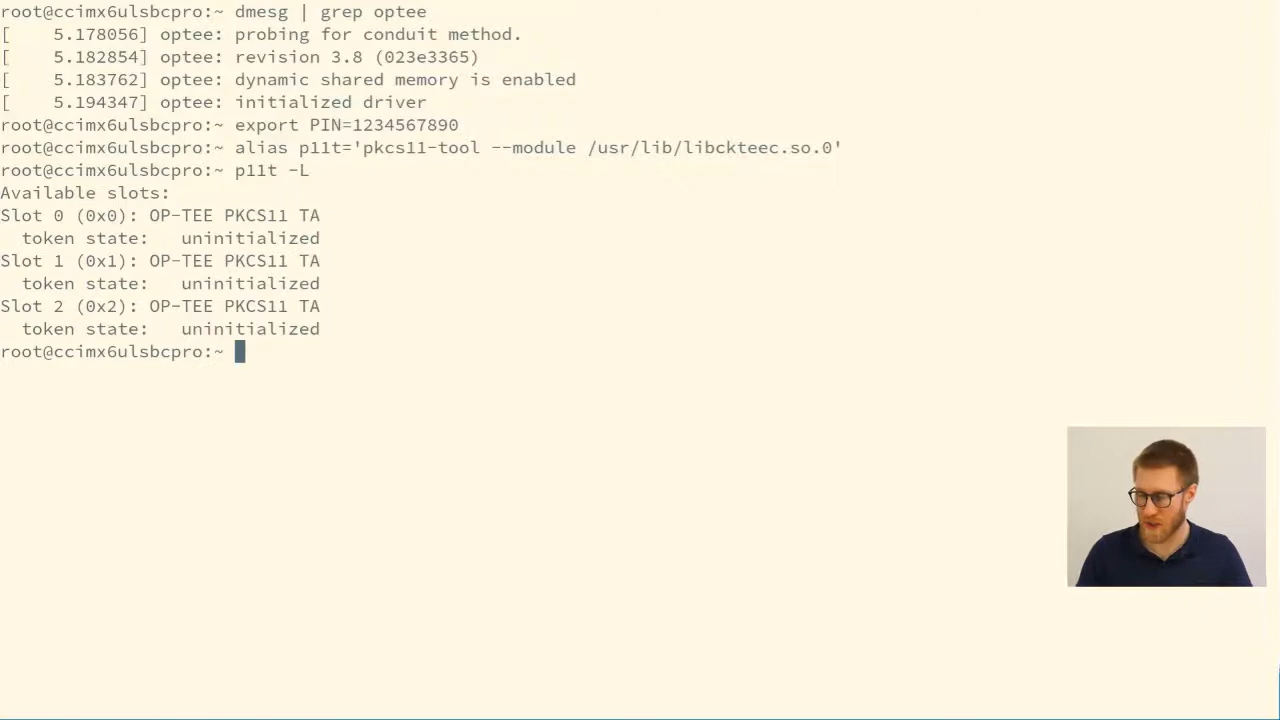 root@ccimx6ulsbcpro:~ dmesg | grep optee
[    5.178056] optee: probing for conduit method.
[    5.182854] optee: revision 3.8 (023e3365)
[    5.183762] optee: dynamic shared memory is enabled
[    5.194347] optee: initialized driver
root@ccimx6ulsbcpro:~ export PIN=1234567890
root@ccimx6ulsbcpro:~ alias p11t='pkcs11-tool --module /usr/lib/libckteec.so.0'
root@ccimx6ulsbcpro:~ p11t -L
Available slots:
Slot 0 (0x0): OP-TEE PKCS11 TA
  token state:   uninitialized
Slot 1 (0x1): OP-TEE PKCS11 TA
  token state:   uninitialized
Slot 2 (0x2): OP-TEE PKCS11 TA
  token state:   uninitialized
root@ccimx6ulsbcpro:~